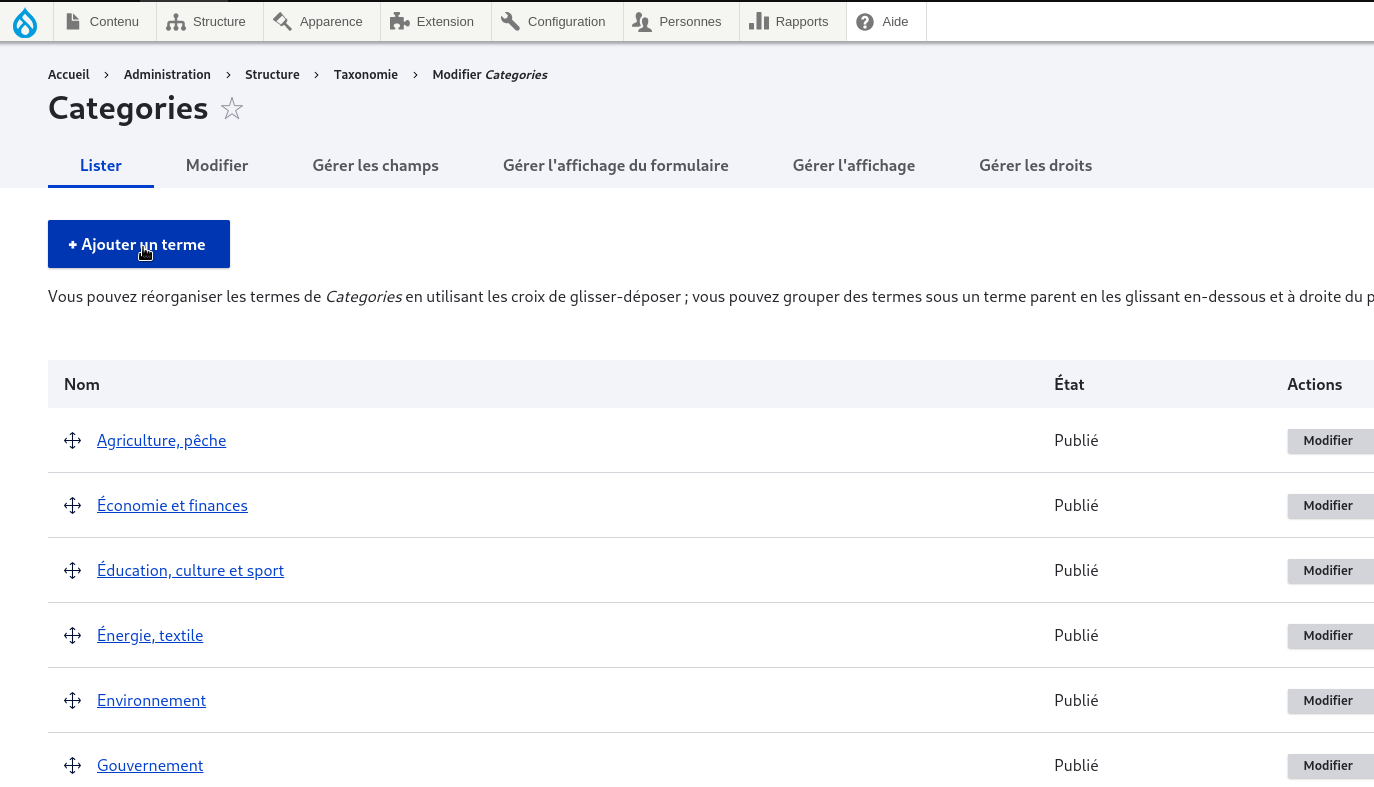 Contenu Structure Apparence Extension Configuration Personnes Rapports Aide
Accueil › Administration › Structure › Taxonomie › Modifier Categories
Categories
Lister Modifier Gérer les champs Gérer l'affichage du formulaire Gérer l'affichage Gérer les droits
+ Ajouter un terme
Vous pouvez réorganiser les termes de Categories en utilisant les croix de glisser-déposer ; vous pouvez grouper des termes sous un terme parent en les glissant en-dessous et à droite du
Nom État Actions
Agriculture, pêche Publié Modifier
Économie et finances Publié Modifier
Éducation, culture et sport Publié Modifier
Énergie, textile Publié Modifier
Environnement Publié Modifier
Gouvernement Publié Modifier